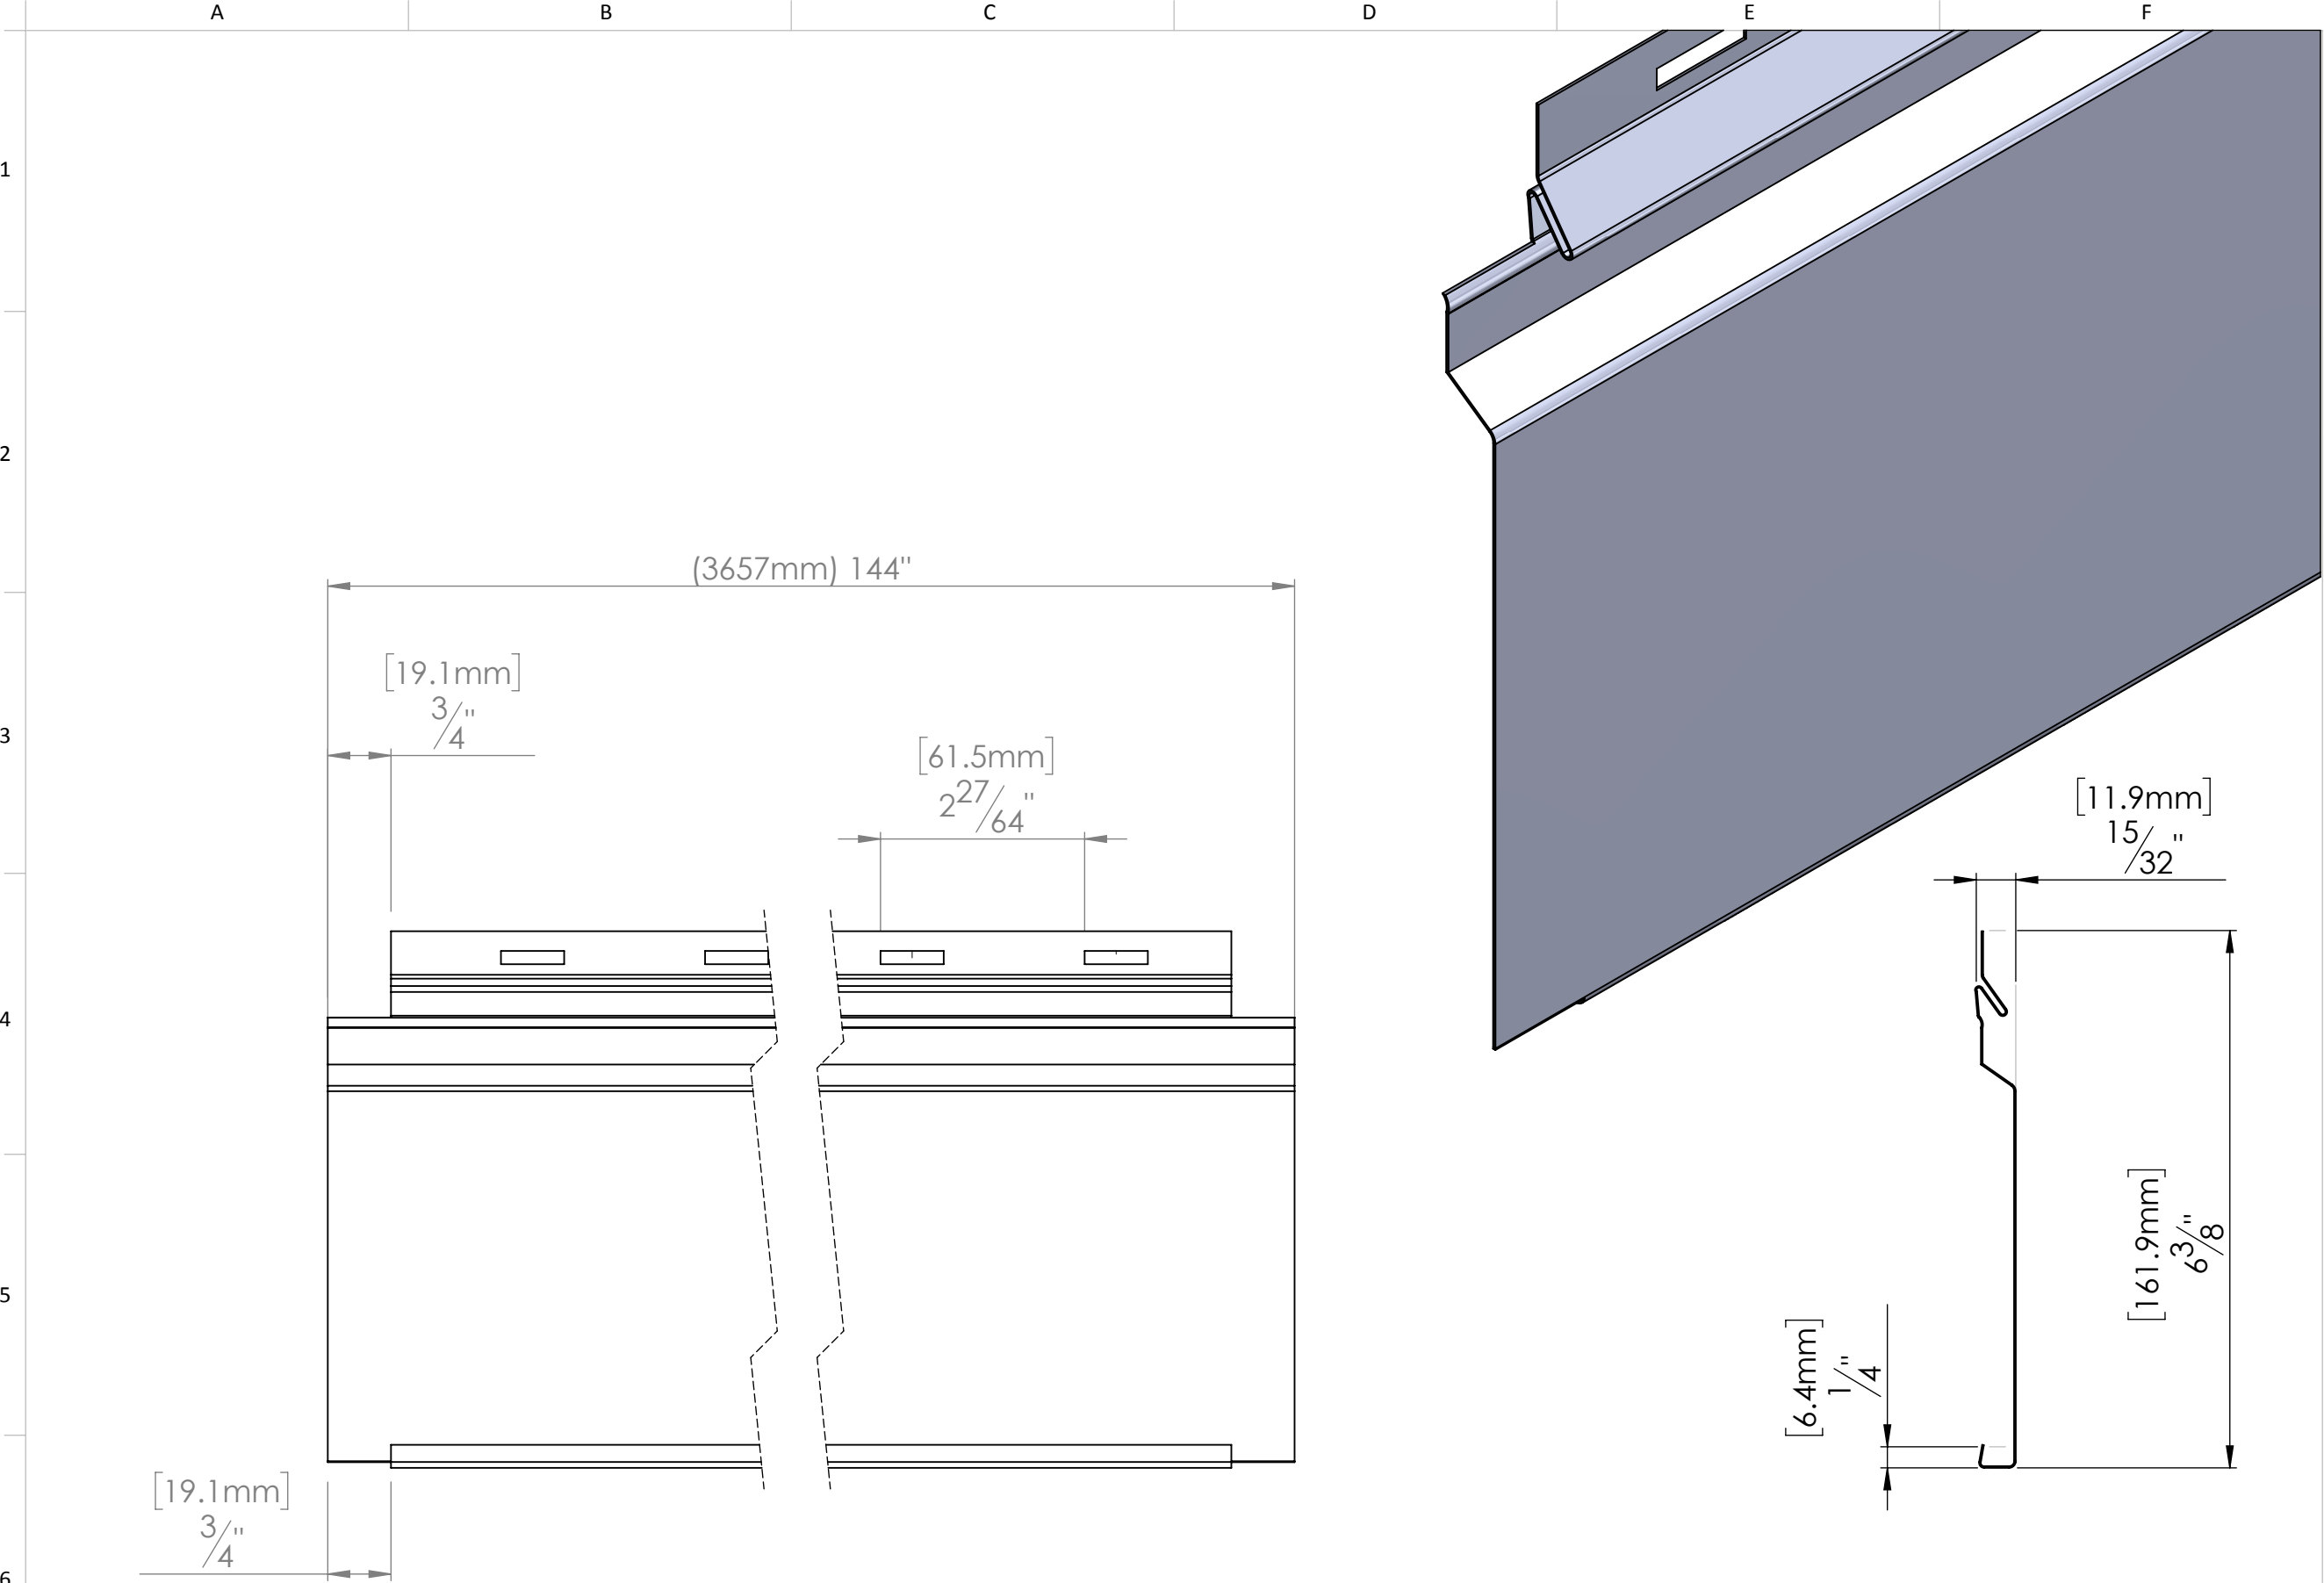 A B C D E F
1
2
3
4
5
6
(3657mm) 144"
[19.1mm]
3/4"
[61.5mm]
2 27/64"
[11.9mm]
15/32"
[161.9mm]
6 3/8"
[6.4mm]
1/4"
[19.1mm]
3/4"